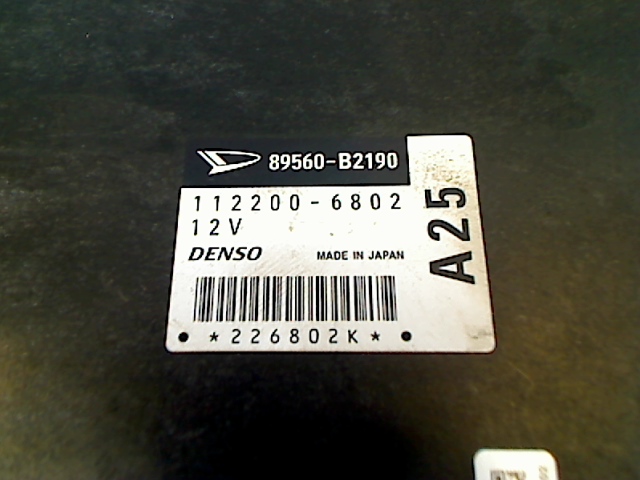 89560-B2190
112200-6802
12V
DENSO MADE IN JAPAN
*226802K*
A25